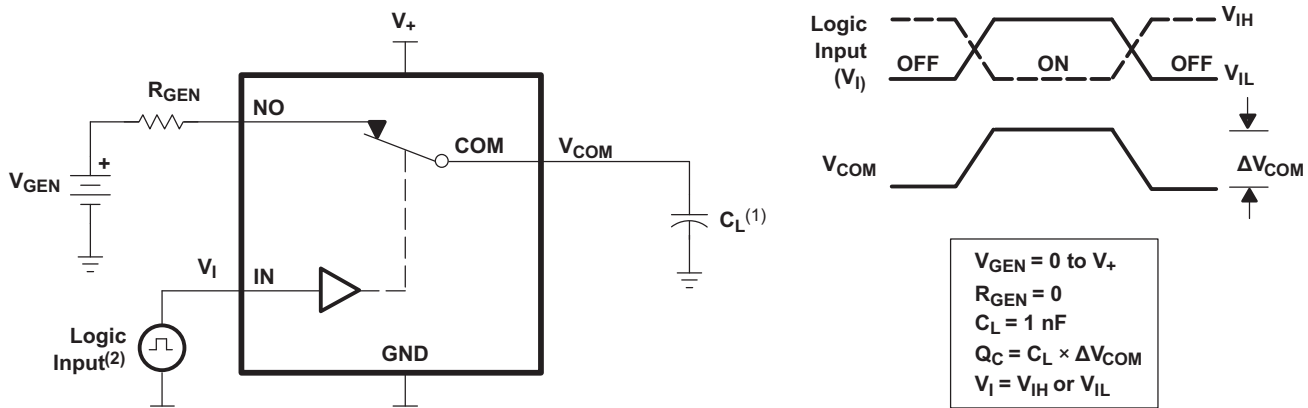 V+
RGEN
NO
COM
VCOM
+
VGEN
CL(1)
VI
IN
Logic
Input(2)
GND
Logic
Input
(VI)
OFF
ON
OFF
VIH
VIL
VCOM
ΔVCOM
VGEN = 0 to V+
RGEN = 0
CL = 1 nF
QC = CL × ΔVCOM
VI = VIH or VIL